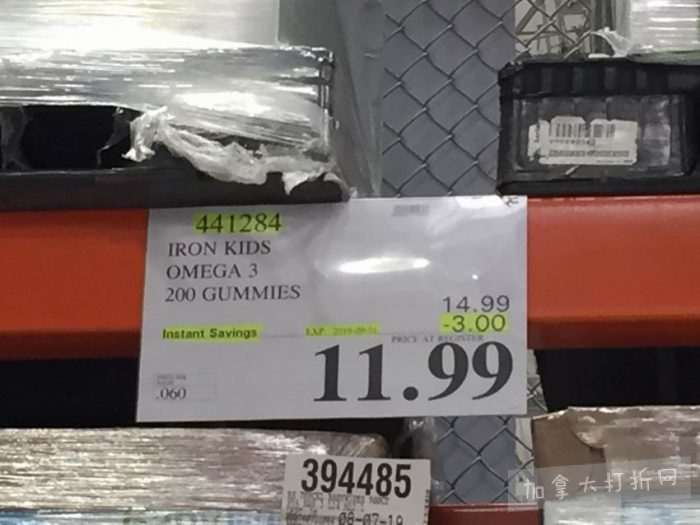 441284
IRON KIDS
OMEGA 3
200 GUMMIES
14.99
-3.00
Instant Savings
EXP.
PRICE AT REGISTER
11.99
.060
394485
08-07-19
加拿大打折网